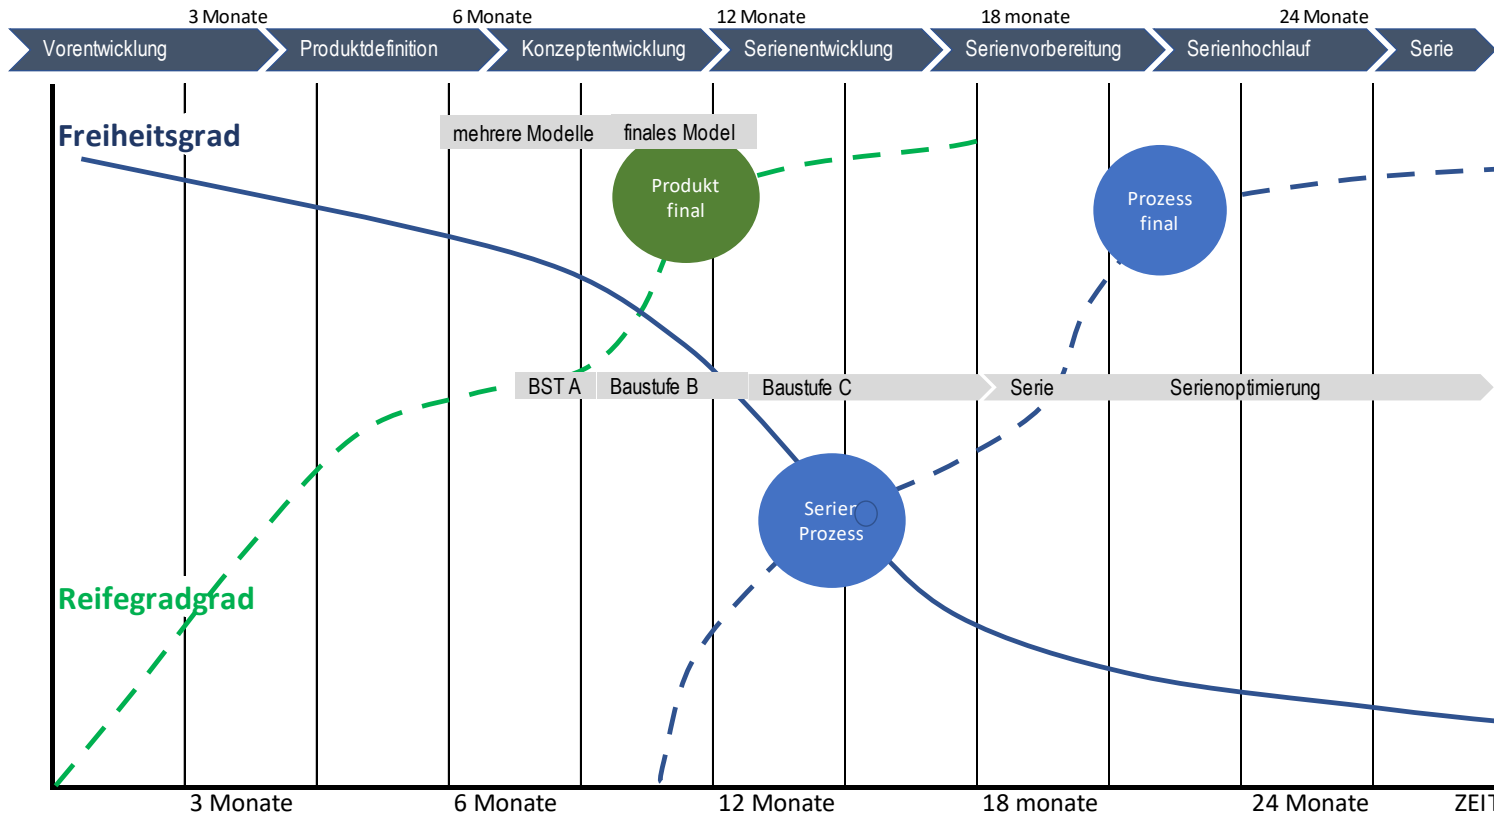 3 Monate 6 Monate 12 Monate 18 monate 24 Monate
Vorentwicklung Produktdefinition Konzeptentwicklung Serienentwicklung Serienvorbereitung Serienhochlauf Serie
Freiheitsgrad
mehrere Modelle finales Model
Produkt
final
Prozess
final
BST A Baustufe B Baustufe C Serie Serienoptimierung
Serier
Prozess
Reifegradgrad
3 Monate 6 Monate 12 Monate 18 monate 24 Monate ZEIT